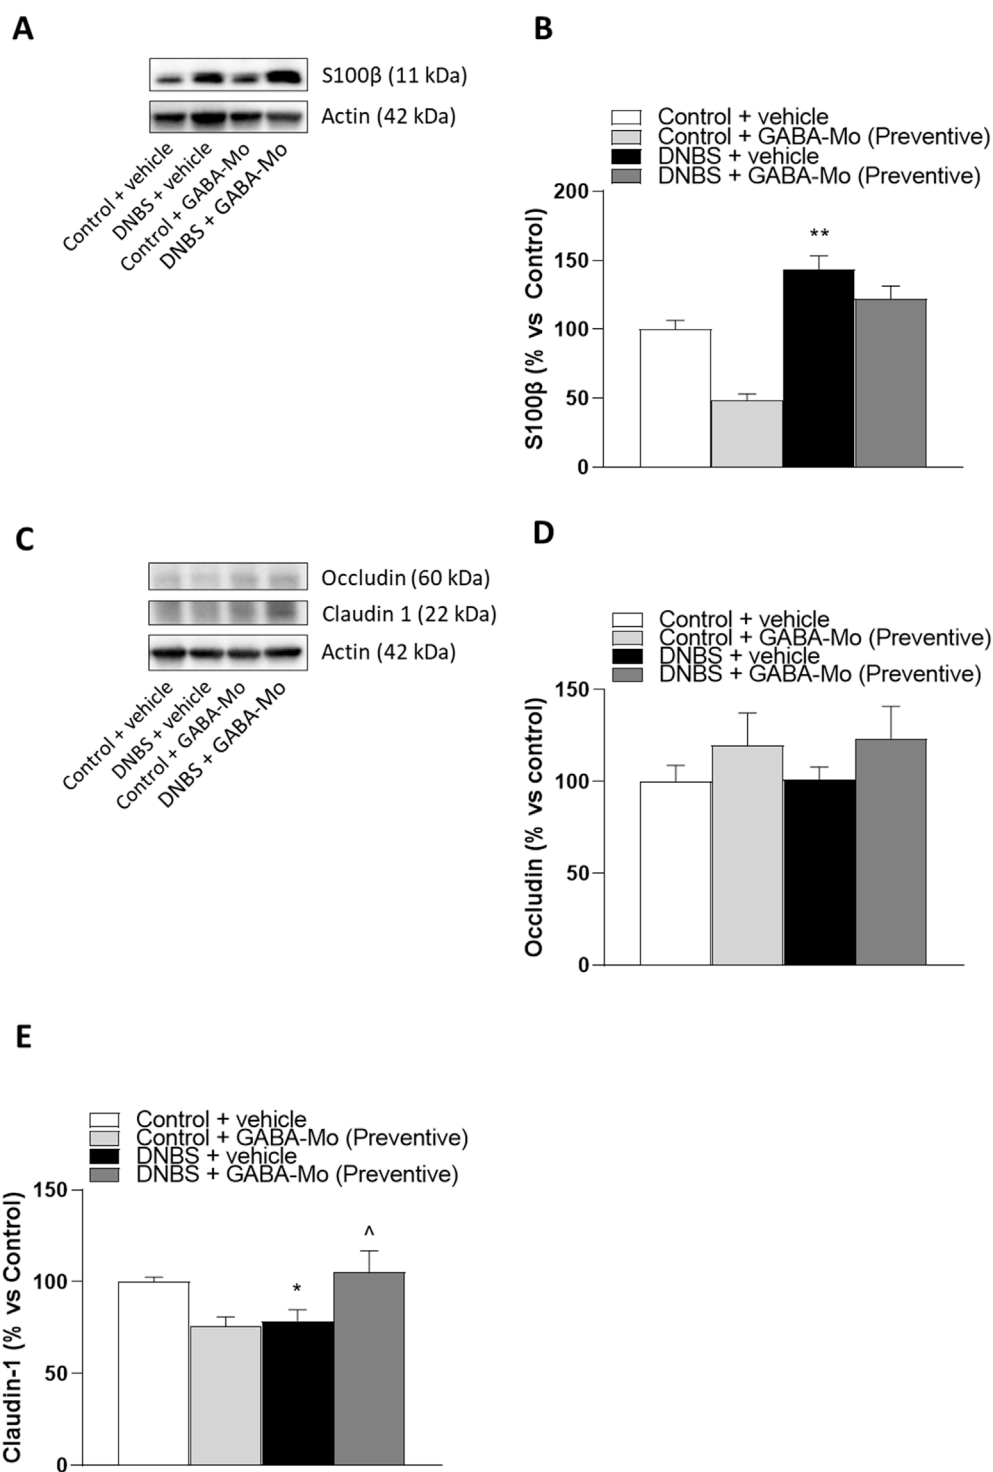 A
S100β (11 kDa)
Actin (42 kDa)
Control + vehicle
DNBS + vehicle
Control + GABA-Mo
DNBS + GABA-Mo
B
Control + vehicle
Control + GABA-Mo (Preventive)
DNBS + vehicle
DNBS + GABA-Mo (Preventive)
S100β (% vs Control)
200
150
100
50
0
**
C
Occludin (60 kDa)
Claudin 1 (22 kDa)
Actin (42 kDa)
Control + vehicle
DNBS + vehicle
Control + GABA-Mo
DNBS + GABA-Mo
D
Control + vehicle
Control + GABA-Mo (Preventive)
DNBS + vehicle
DNBS + GABA-Mo (Preventive)
Occludin (% vs control)
150
100
50
0
E
Control + vehicle
Control + GABA-Mo (Preventive)
DNBS + vehicle
DNBS + GABA-Mo (Preventive)
Claudin-1 (% vs Control)
150
100
50
0
*
^